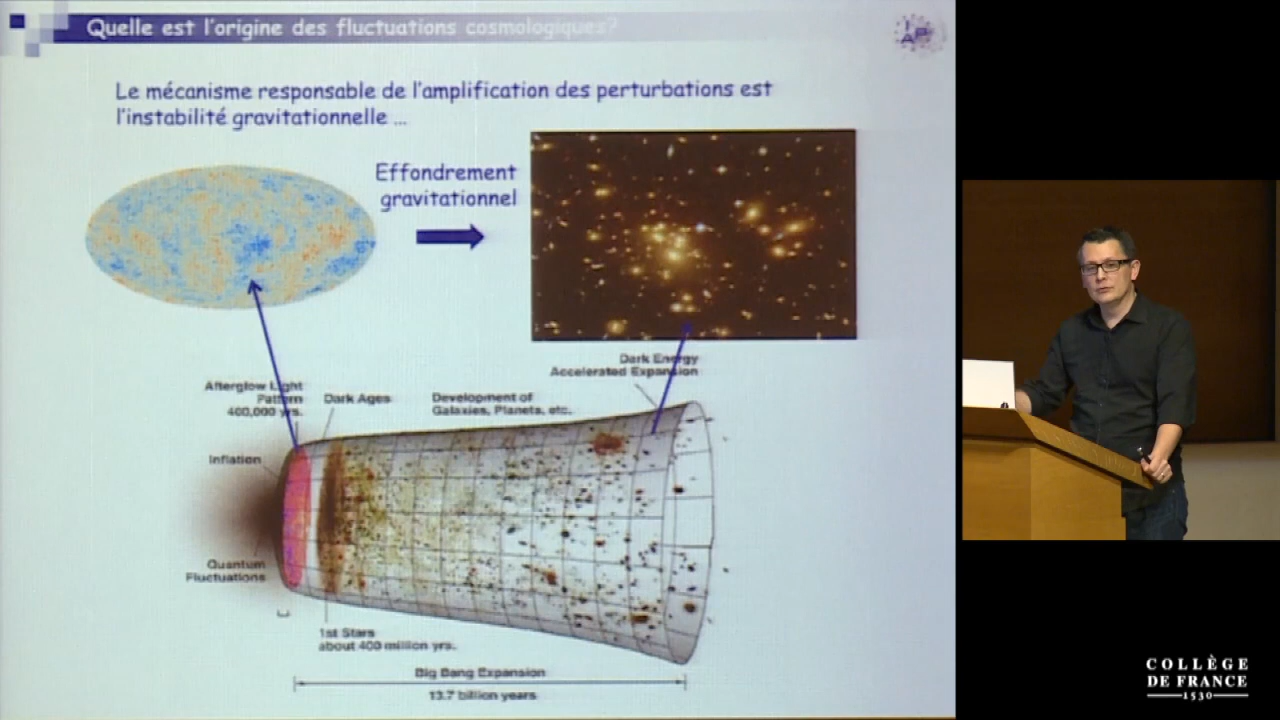 Quelle est l'origine des fluctuations cosmologiques?
IAP
Le mécanisme responsable de l'amplification des perturbations est
l'instabilité gravitationnelle ...
Effondrement
gravitationnel
Dark Energy
Accelerated Expansion
Afterglow Light
Pattern
400,000 yrs.
Dark Ages
Development of
Galaxies, Planets, etc.
Inflation
Quantum
Fluctuations
1st Stars
about 400 million yrs.
Big Bang Expansion
13.7 billion years
COLLÈGE
DE FRANCE
1530